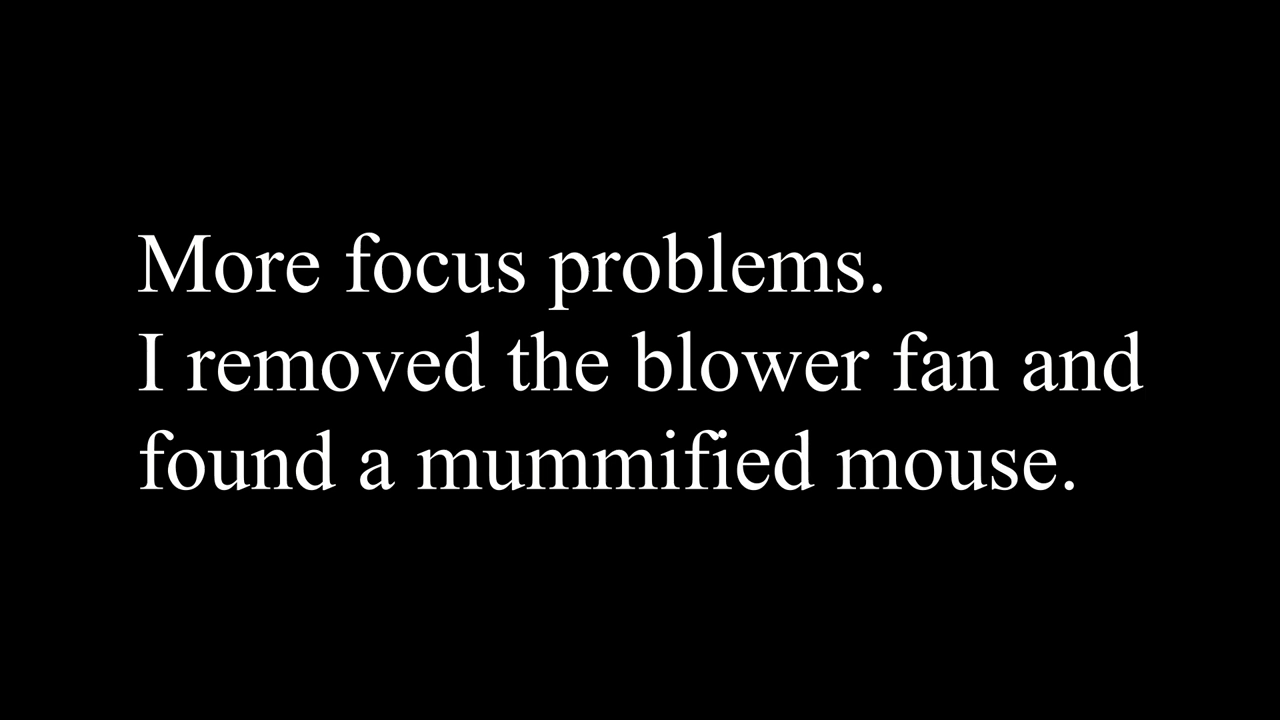 More focus problems.
I removed the blower fan and
found a mummified mouse.